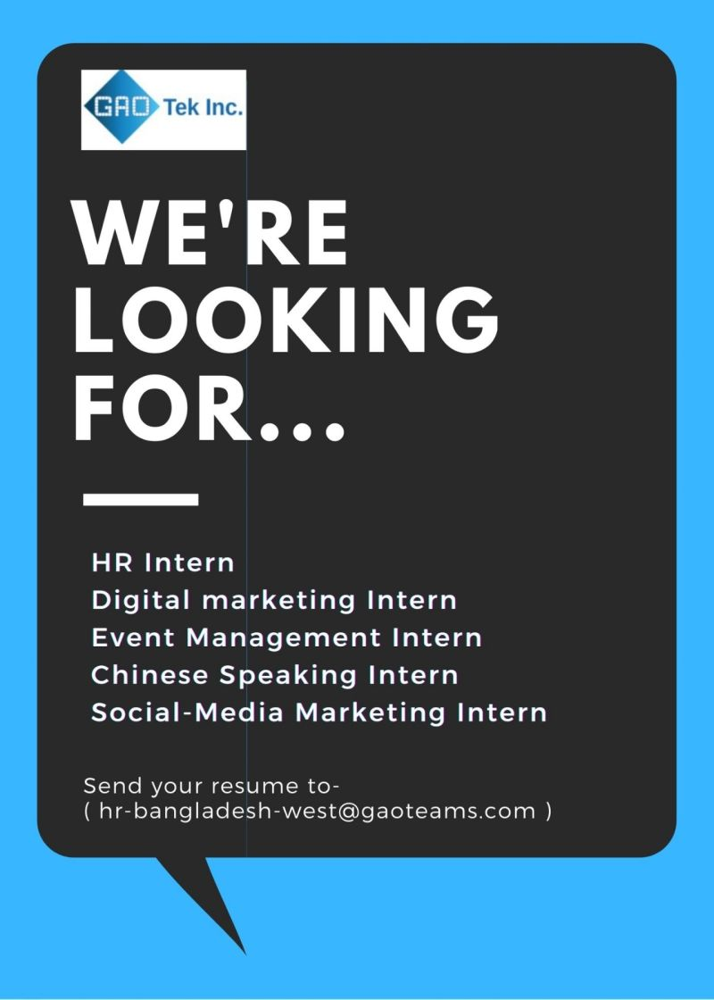 GAO Tek Inc.
WE'RE
LOOKING
FOR...
HR Intern
Digital marketing Intern
Event Management Intern
Chinese Speaking Intern
Social-Media Marketing Intern
Send your resume to-
( hr-bangladesh-west@gaoteams.com )